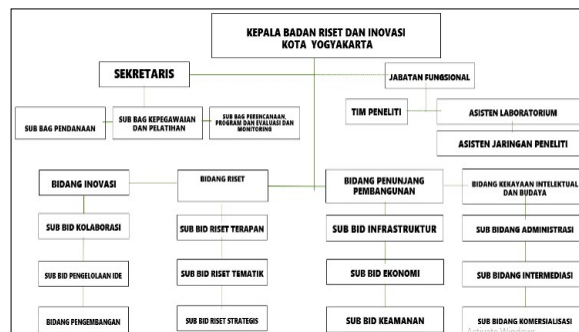 KEPALA BADAN RISET DAN INOVASI
KOTA YOGYAKARTA
SEKRETARIS
JABATAN FUNGSIONAL
SUB BAG PENDANAAN
SUB BAG KEPEGAWAIAN
DAN PELATIHAN
SUB BAG PERENCANAAN,
PROGRAM DAN EVALUASI DAN
MONITORING
TIM PENELITI
ASISTEN LABORATORIUM
ASISTEN JARINGAN PENELITI
BIDANG INOVASI
BIDANG RISET
BIDANG PENUNJANG
PEMBANGUNAN
BIDANG KEKAYAAN INTELEKTUAL
DAN BUDAYA
SUB BID KOLABORASI
SUB BID RISET TERAPAN
SUB BID INFRASTRUKTUR
SUB BIDANG ADMINISTRASI
SUB BID PENGELOLAAN IDE
SUB BID RISET TEMATIK
SUB BID EKONOMI
SUB BIDANG INTERMEDIASI
BIDANG PENGEMBANGAN
SUB BID RISET STRATEGIS
SUB BID KEAMANAN
SUB BIDANG KOMERSIALISASI
Activate Windows